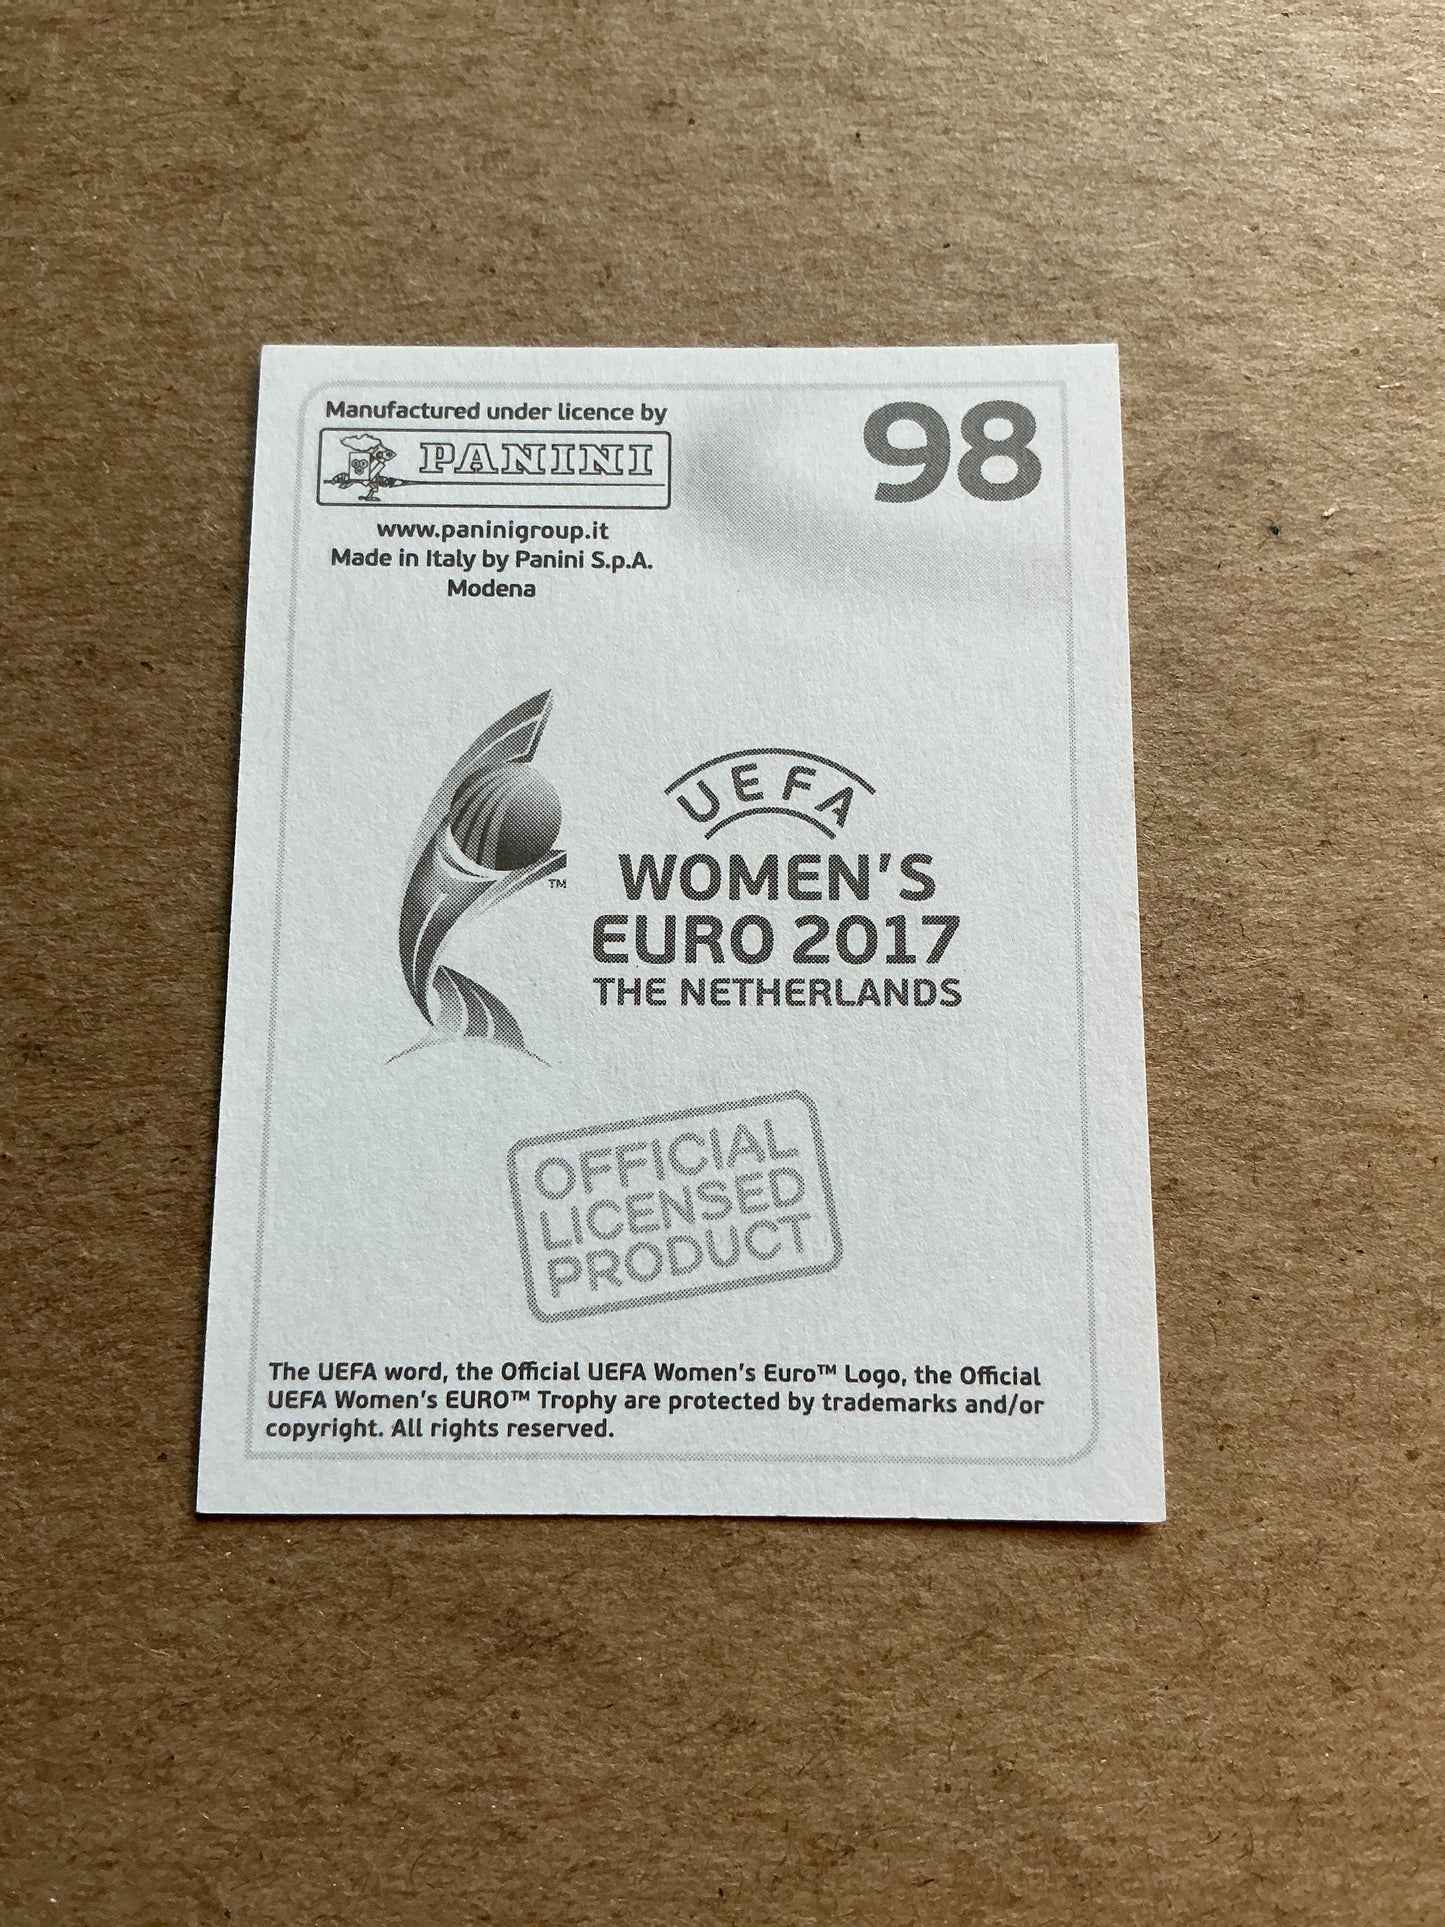 Manufactured under licence by
PANINI
98
www.paninigroup.it
Made in Italy by Panini S.p.A.
Modena
UEFA
WOMEN'S
EURO 2017
THE NETHERLANDS
TM
OFFICIAL
LICENSED
PRODUCT
The UEFA word, the Official UEFA Women's Euro™ Logo, the Official
UEFA Women's EURO™ Trophy are protected by trademarks and/or
copyright. All rights reserved.